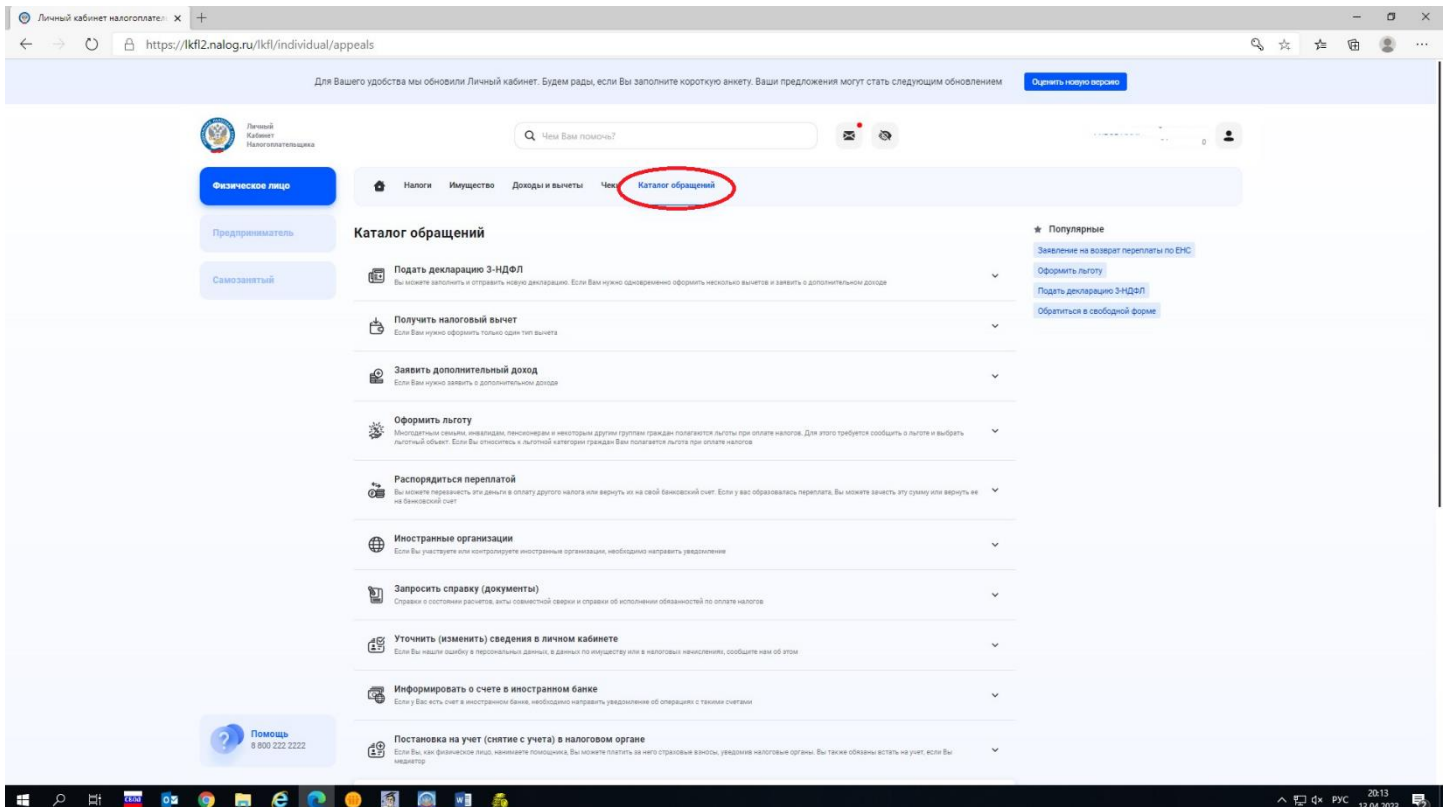 Личный кабинет налогоплател
https://lkfl2.nalog.ru/lkfl/individual/appeals
Для Вашего удобства мы обновили Личный кабинет. Будем рады, если Вы заполните короткую анкету. Ваши предложения могут стать следующим обновлением
Оценить новую версию
Личный
Кабинет
Налогоплательщика
Чем Вам помочь?
Физическое лицо
Налоги Имущество Доходы и вычеты Чеки Каталог обращений
Предприниматель
Самозанятый
Каталог обращений
Подать декларацию 3-НДФЛ
Вы можете заполнить и отправить новую декларацию. Если Вам нужно одновременно оформить несколько вычетов и заявить о дополнительном доходе
Получить налоговый вычет
Если Вам нужно оформить только один тип вычета
Заявить дополнительный доход
Если Вам нужно заявить о дополнительном доходе
Оформить льготу
Многодетным семьям, инвалидам, пенсионерам и некоторым другим группам граждан полагаются льготы при оплате налогов. Для этого требуется сообщить о льготе и выбрать
льготный объект. Если Вы относитесь к льготной категории граждан Вам полагается льгота при оплате налогов
Распорядиться переплатой
Вы можете перезачесть эти деньги в оплату другого налога или вернуть их на свой банковский счет. Если у вас образовалась переплата, Вы можете зачесть эту сумму или вернуть ее
на банковский счет
Иностранные организации
Если Вы участвуете или контролируете иностранные организации, необходимо направить уведомление
Запросить справку (документы)
Справки о состоянии расчетов, акты совместной сверки и справки об исполнении обязанностей по оплате налогов
Уточнить (изменить) сведения в личном кабинете
Если Вы нашли ошибку в персональных данных, в данных по имуществу или в налоговых начислениях, сообщите нам об этом
Информировать о счете в иностранном банке
Если у Вас есть счет в иностранном банке, необходимо направить уведомление об операциях с такими счетами
Постановка на учет (снятие с учета) в налоговом органе
Если Вы, как физическое лицо, нанимаете помощника, Вы можете платить за него страховые взносы, уведомив налоговые органы. Вы также обязаны встать на учет, если Вы
медиатор
Популярные
Заявление на возврат переплаты по ЕНС
Оформить льготу
Подать декларацию 3-НДФЛ
Обратиться в свободной форме
Помощь
8 800 222 2222
РУС
20:13
13.04.2023